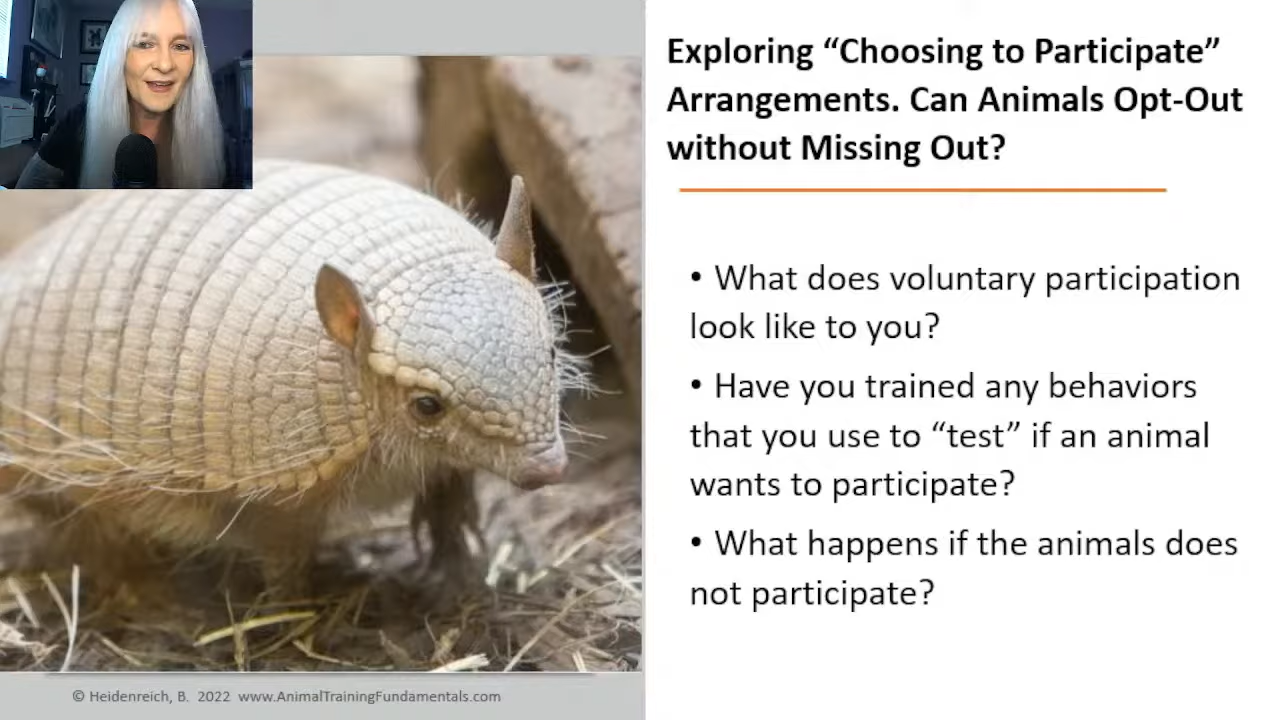 Exploring “Choosing to Participate”
Arrangements. Can Animals Opt-Out
without Missing Out?
• What does voluntary participation
look like to you?
• Have you trained any behaviors
that you use to “test” if an animal
wants to participate?
• What happens if the animals does
not participate?
© Heidenreich, B. 2022 www.AnimalTrainingFundamentals.com